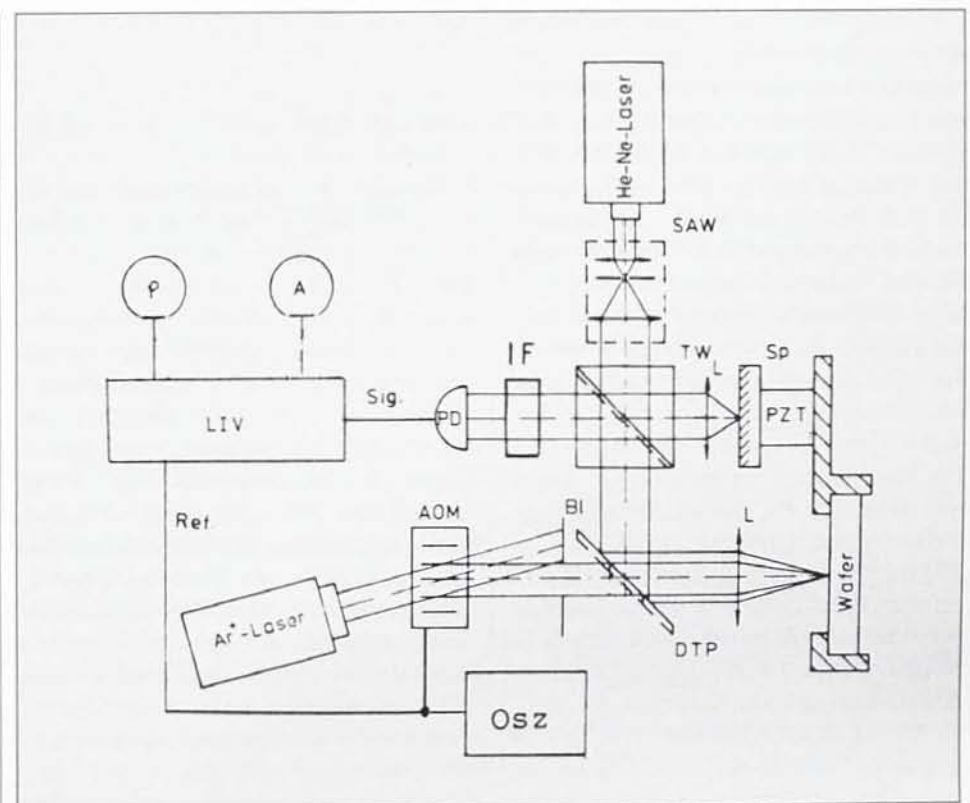 He-Ne-Laser
SAW
φ
A
LIV
Sig.
PD
IF
TW
L
Sp
PZT
Ref.
AOM
Bl
L
Wafer
Ar⁺-Laser
DTP
Osz